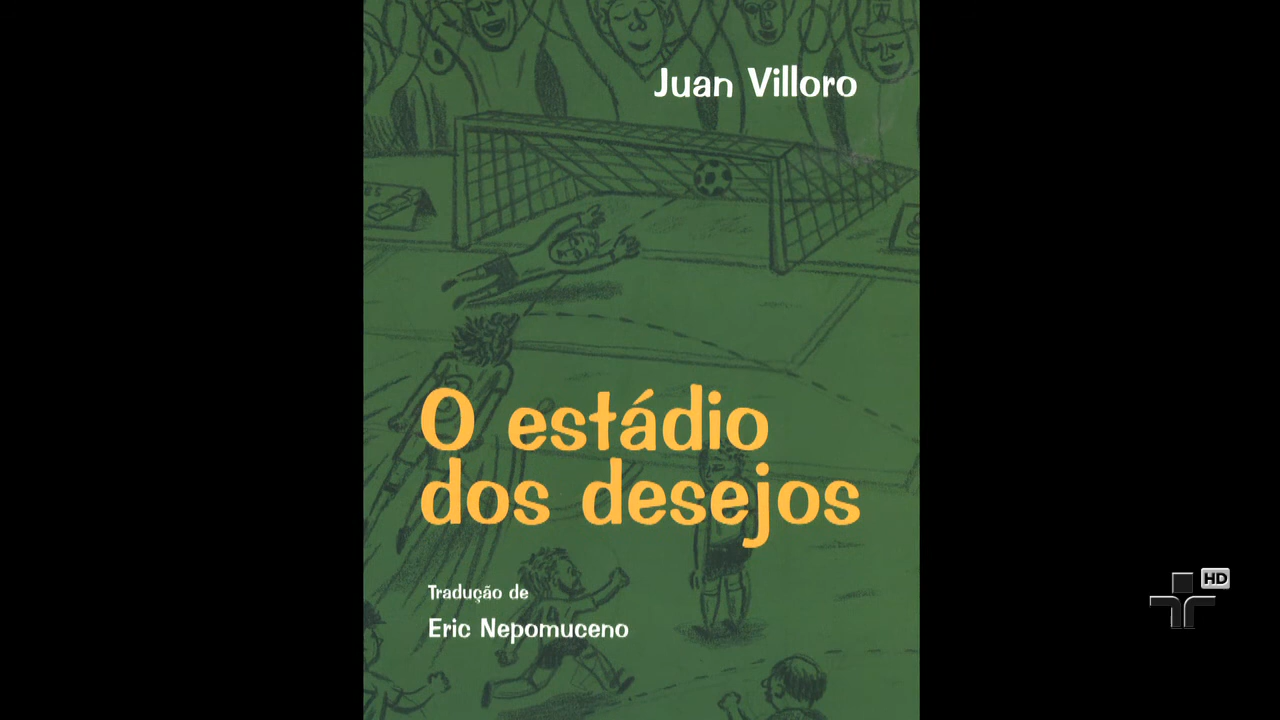 Juan Villoro
O estádio
dos desejos
Tradução de
Eric Nepomuceno
HD